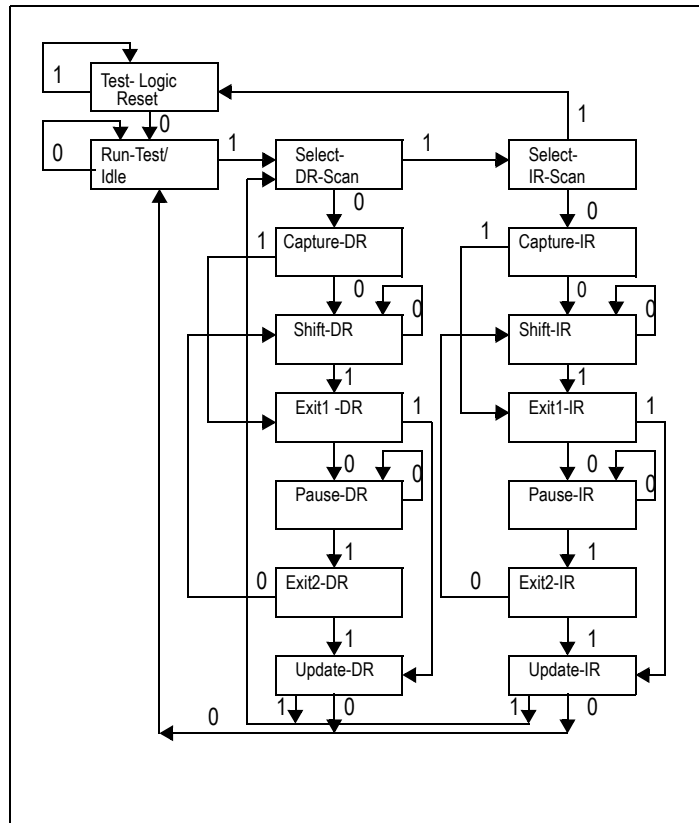 1
Test- Logic
Reset
0
1
0
Run-Test/
Idle
1
Select-
DR-Scan
1
Select-
IR-Scan
0
0
1
Capture-DR
1
Capture-IR
0
0
Shift-DR
0
Shift-IR
0
1
1
Exit1 -DR
1
Exit1-IR
1
0
0
Pause-DR
0
Pause-IR
0
1
1
0
Exit2-DR
0
Exit2-IR
1
1
Update-DR
Update-IR
0
1
0
1
0